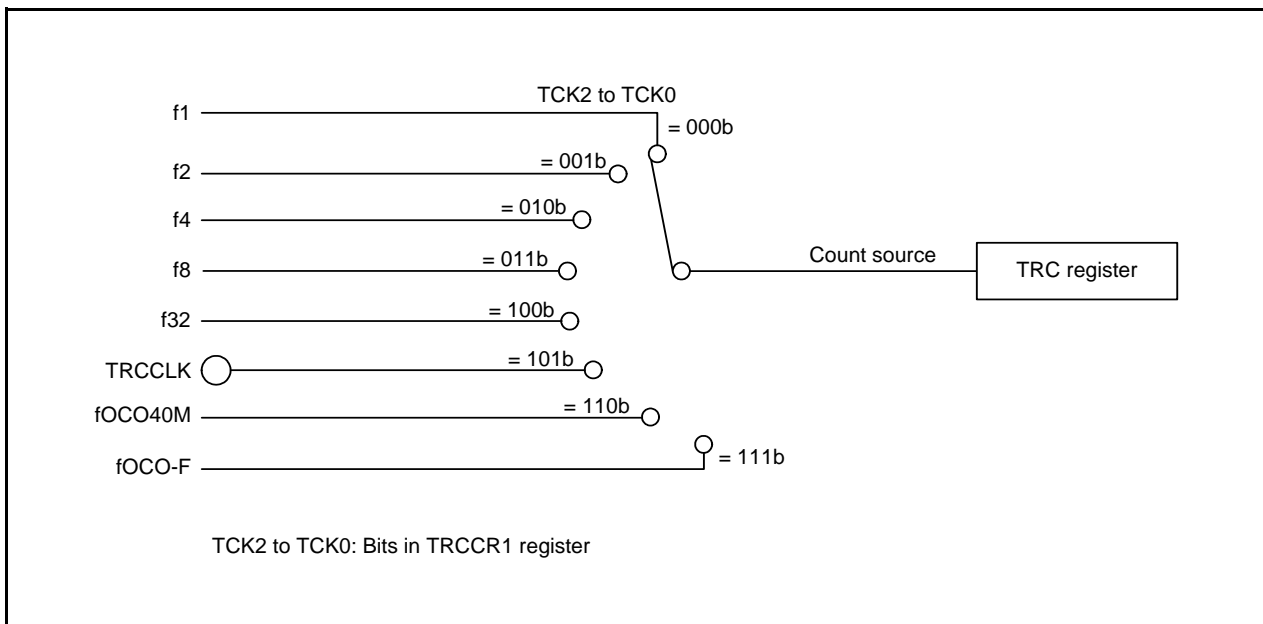 TCK2 to TCK0
f1
= 000b
f2
= 001b
f4
= 010b
f8
= 011b
Count source
TRC register
f32
= 100b
TRCCLK
= 101b
fOCO40M
= 110b
fOCO-F
= 111b
TCK2 to TCK0: Bits in TRCCR1 register